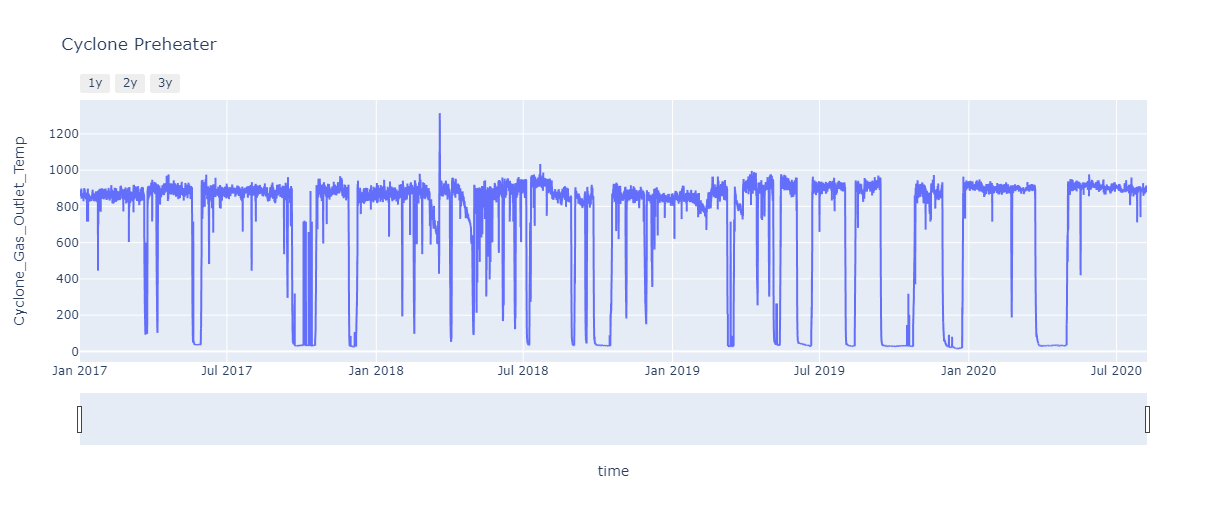 Cyclone Preheater
1y 2y 3y
Cyclone_Gas_Outlet_Temp
1200
1000
800
600
400
200
0
Jan 2017 Jul 2017 Jan 2018 Jul 2018 Jan 2019 Jul 2019 Jan 2020 Jul 2020
time